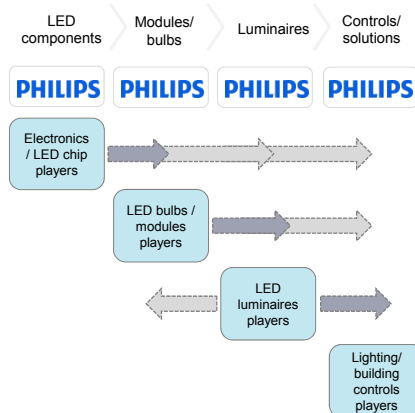 LED
components
Modules/
bulbs
Luminaires
Controls/
solutions
PHILIPS
PHILIPS
PHILIPS
PHILIPS
Electronics
/ LED chip
players
LED bulbs /
modules
players
LED
luminaires
players
Lighting/
building
controls
players